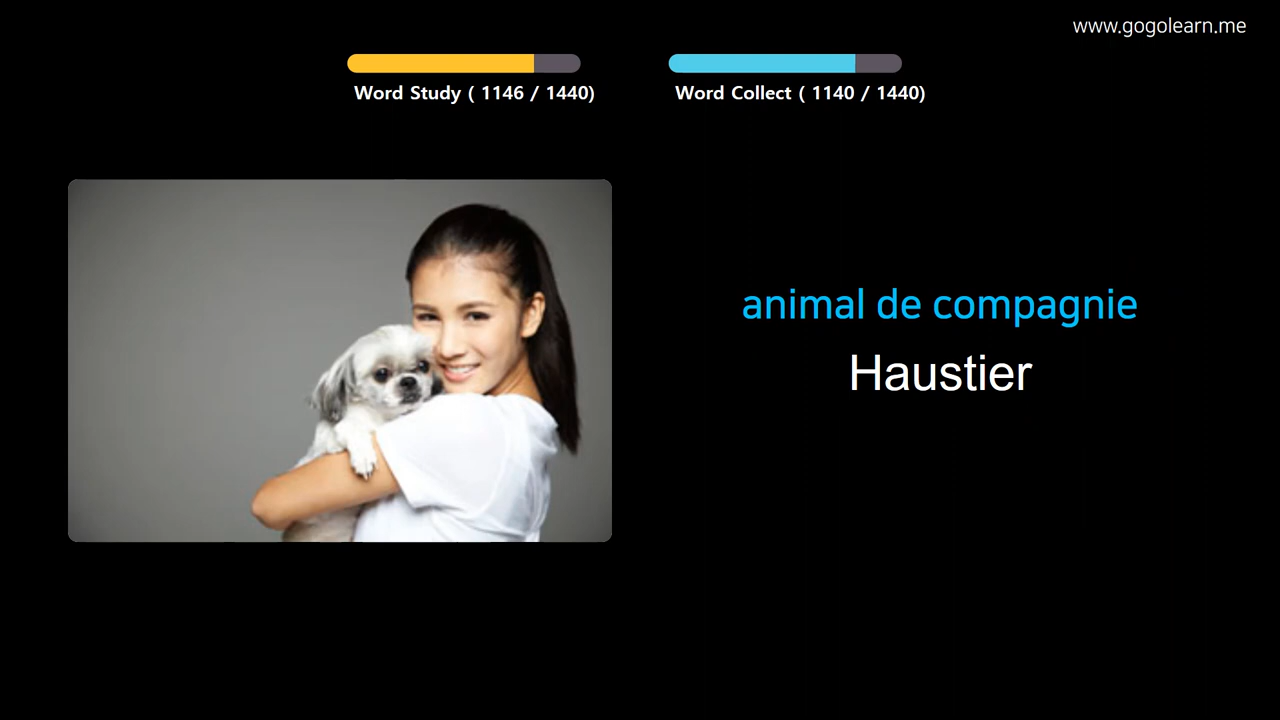 www.gogolearn.me
Word Study ( 1146 / 1440)
Word Collect ( 1140 / 1440)
animal de compagnie
Haustier